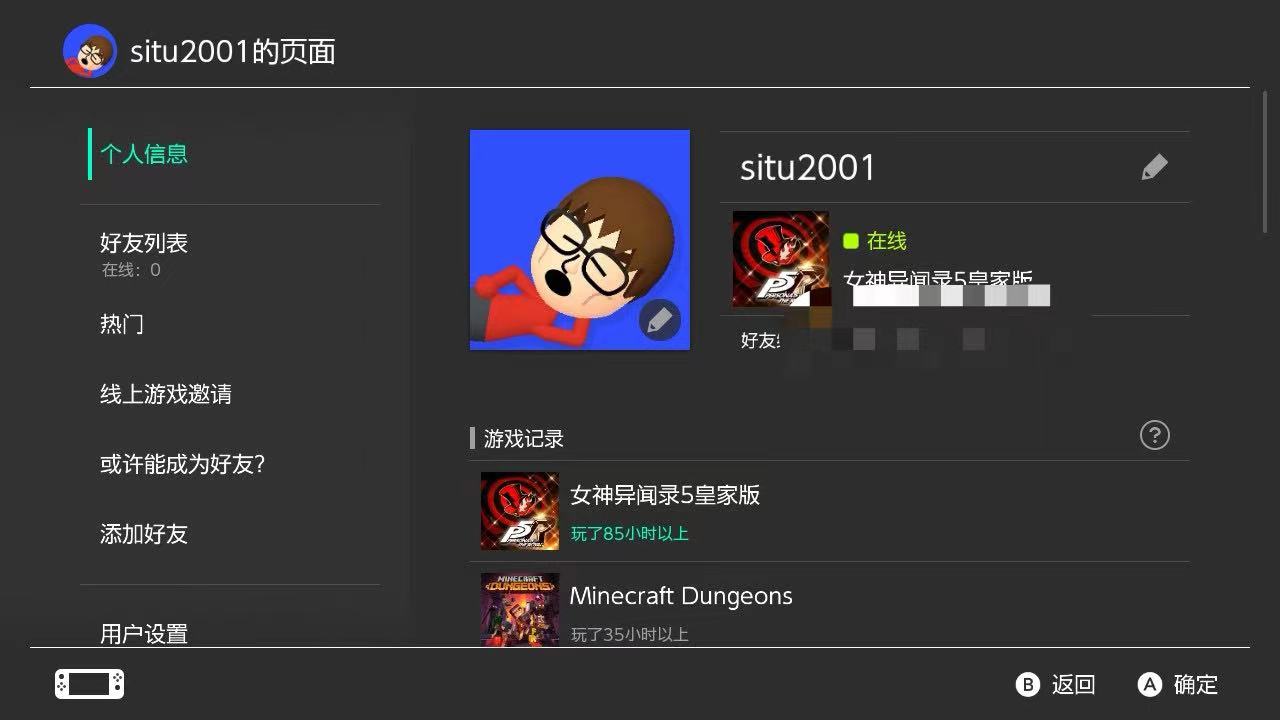 situ2001的页面
个人信息
好友列表
在线：0
热门
线上游戏邀请
或许能成为好友？
添加好友
用户设置
situ2001
在线
女神异闻录5皇家版
好友
游戏记录
?
女神异闻录5皇家版
玩了85小时以上
MINECRAFT
DUNGEONS
Minecraft Dungeons
玩了35小时以上
B 返回
A 确定